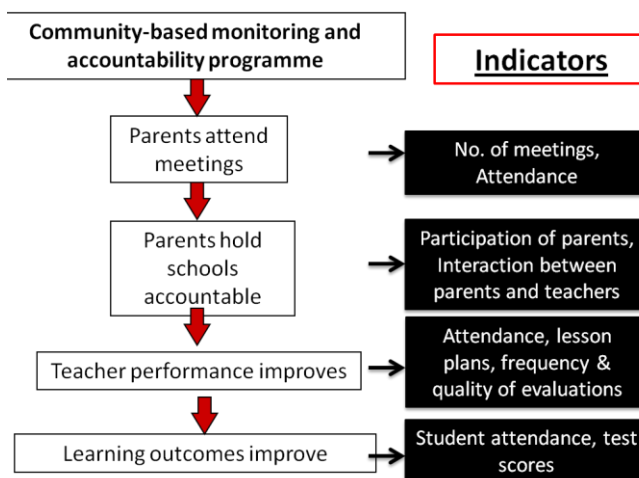 Community-based monitoring and
accountability programme
Indicators
Parents attend
meetings
No. of meetings,
Attendance
Parents hold
schools
accountable
Participation of parents,
Interaction between
parents and teachers
Teacher performance improves
Attendance, lesson
plans, frequency &
quality of evaluations
Learning outcomes improve
Student attendance, test
scores